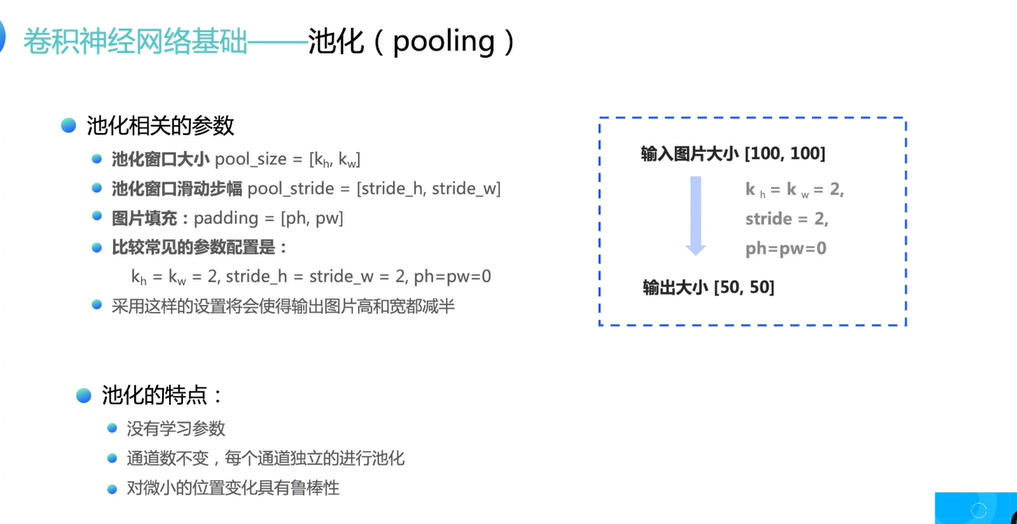 卷积神经网络基础——池化（pooling）
池化相关的参数
池化窗口大小 pool_size = [kh, kw]
池化窗口滑动步幅 pool_stride = [stride_h, stride_w]
图片填充：padding = [ph, pw]
比较常见的参数配置是：
kh = kw = 2, stride_h = stride_w = 2, ph=pw=0
采用这样的设置将会使得输出图片高和宽都减半
输入图片大小 [100, 100]
k h = k w = 2,
stride = 2,
ph=pw=0
输出大小 [50, 50]
池化的特点：
没有学习参数
通道数不变，每个通道独立的进行池化
对微小的位置变化具有鲁棒性